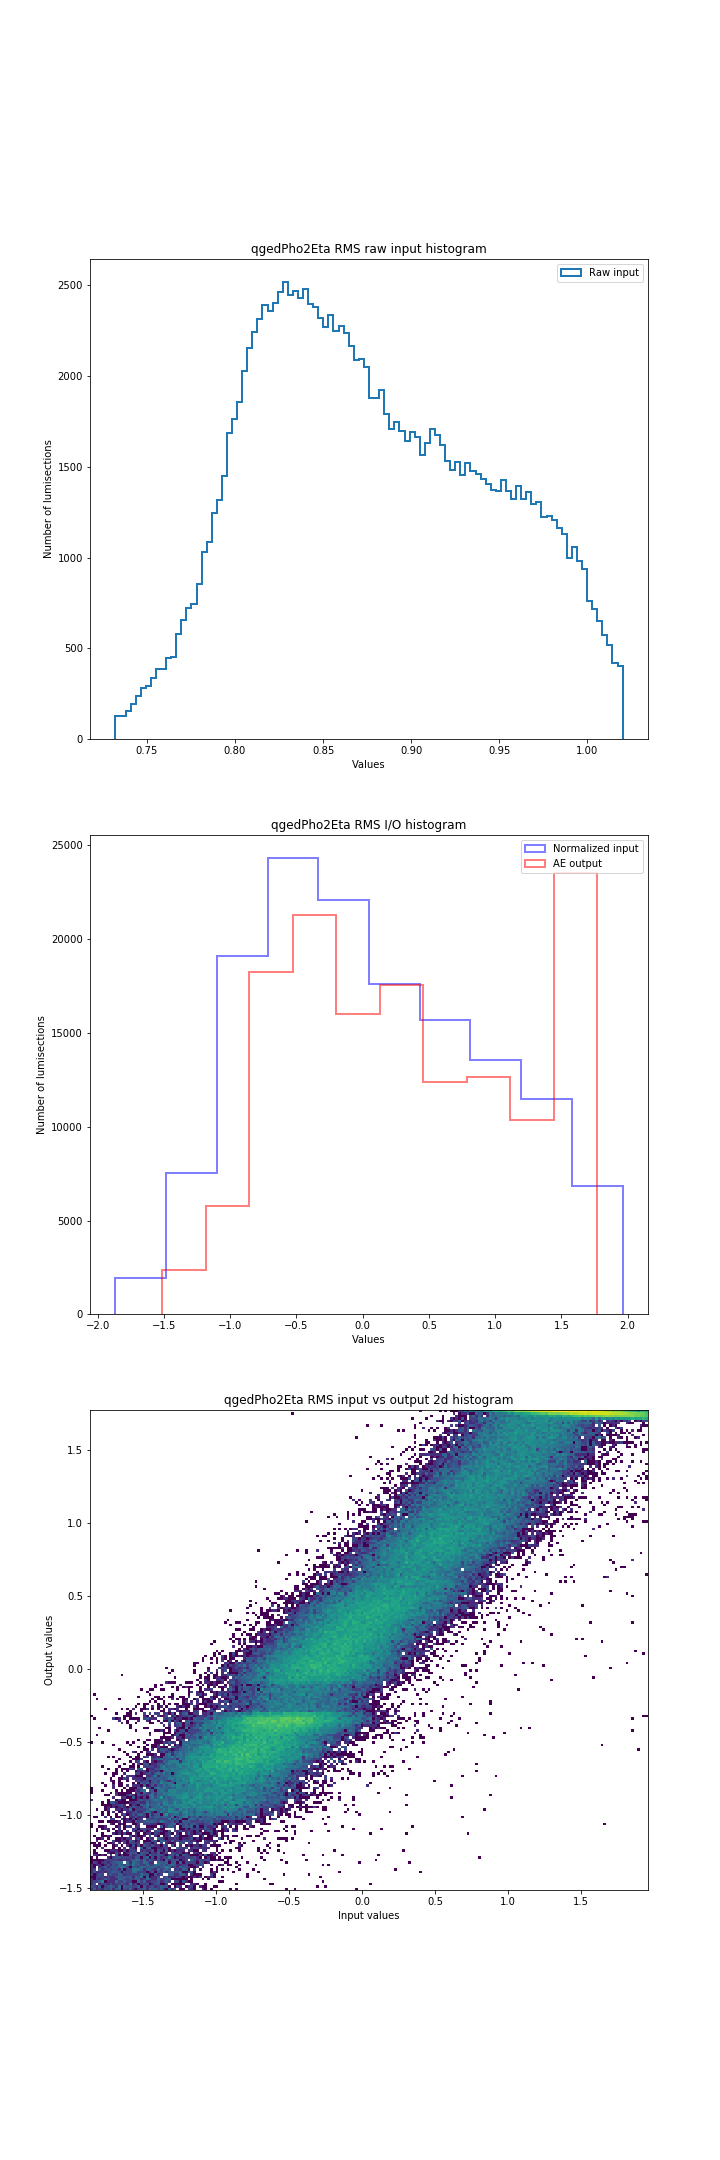 qgedPho2Eta RMS raw input histogram
Raw input
2500
2000
1500
1000
500
0
Number of lumisections
0.75 0.80 0.85 0.90 0.95 1.00
Values
qgedPho2Eta RMS I/O histogram
Normalized input
AE output
25000
20000
15000
10000
5000
0
Number of lumisections
−2.0 −1.5 −1.0 −0.5 0.0 0.5 1.0 1.5 2.0
Values
qgedPho2Eta RMS input vs output 2d histogram
1.5
1.0
0.5
0.0
−0.5
−1.0
−1.5
Output values
−1.5 −1.0 −0.5 0.0 0.5 1.0 1.5
Input values